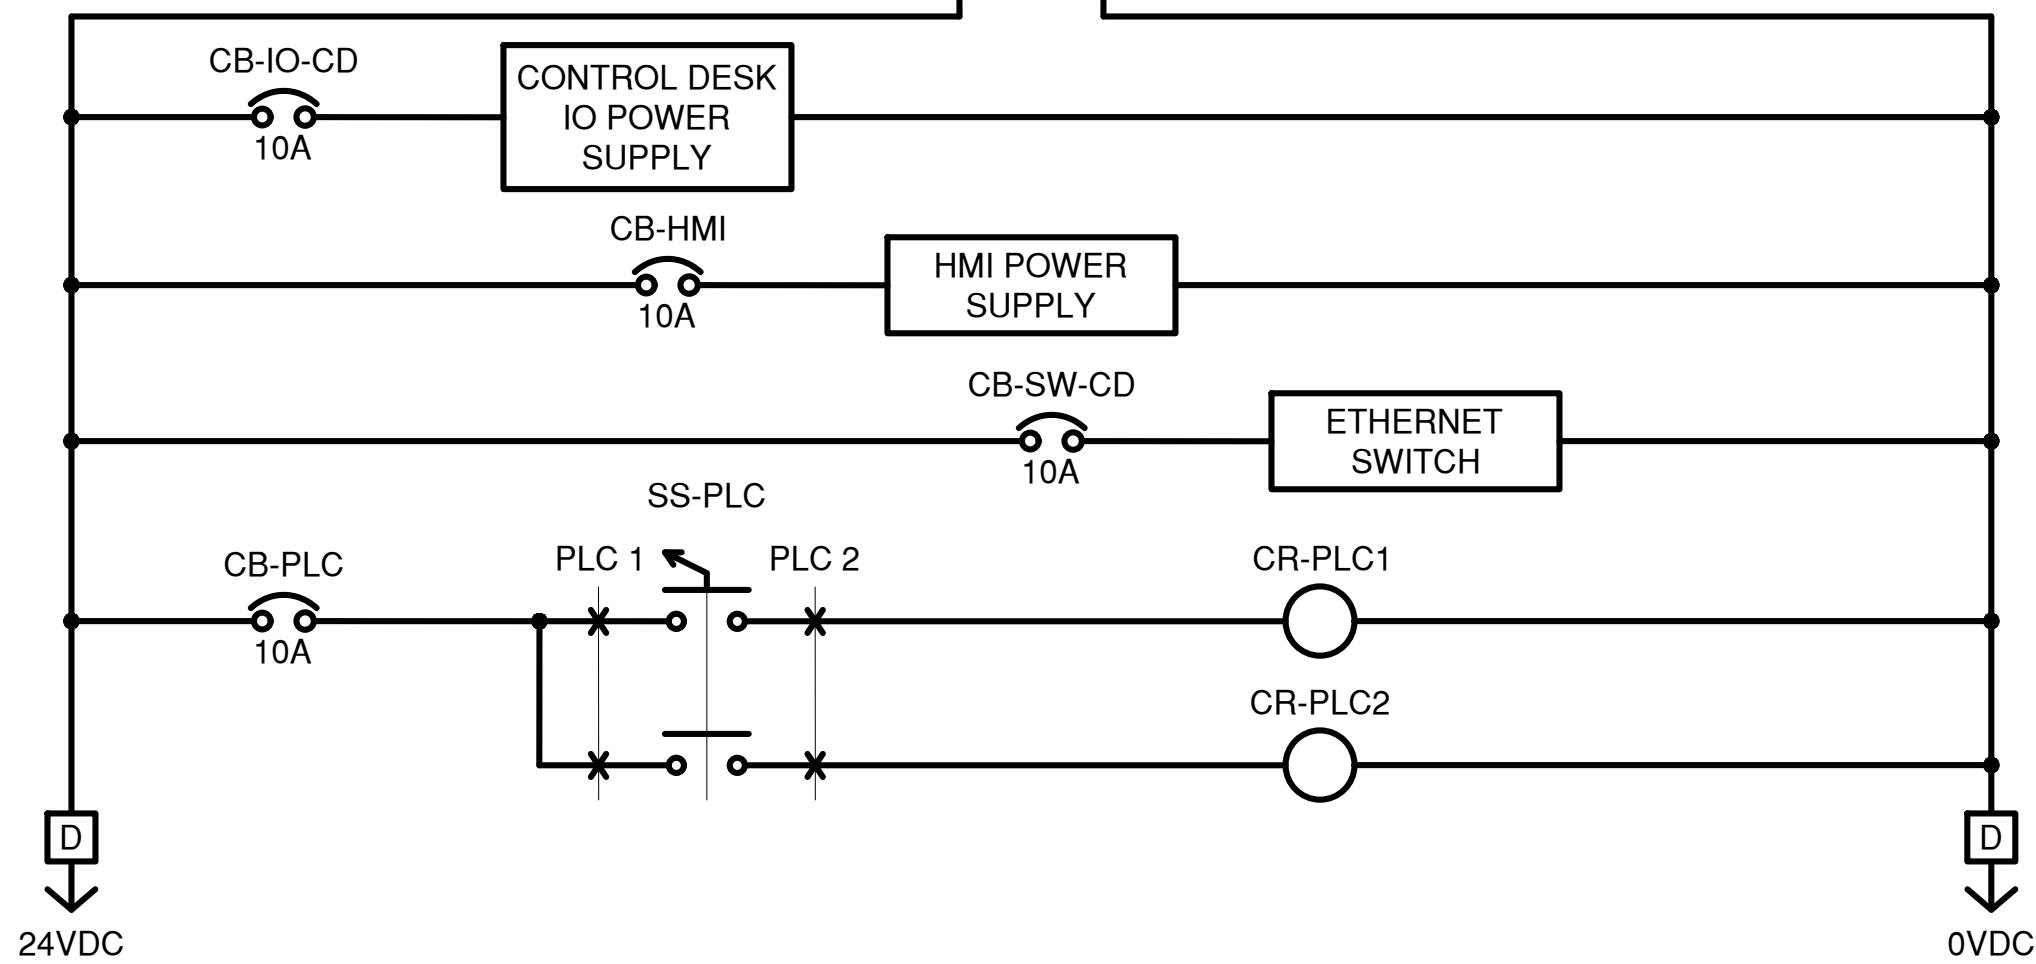 CB-IO-CD
10A
CONTROL DESK
IO POWER
SUPPLY
CB-HMI
10A
HMI POWER
SUPPLY
CB-SW-CD
10A
ETHERNET
SWITCH
SS-PLC
CB-PLC
10A
PLC 1
PLC 2
CR-PLC1
CR-PLC2
D
D
24VDC
0VDC